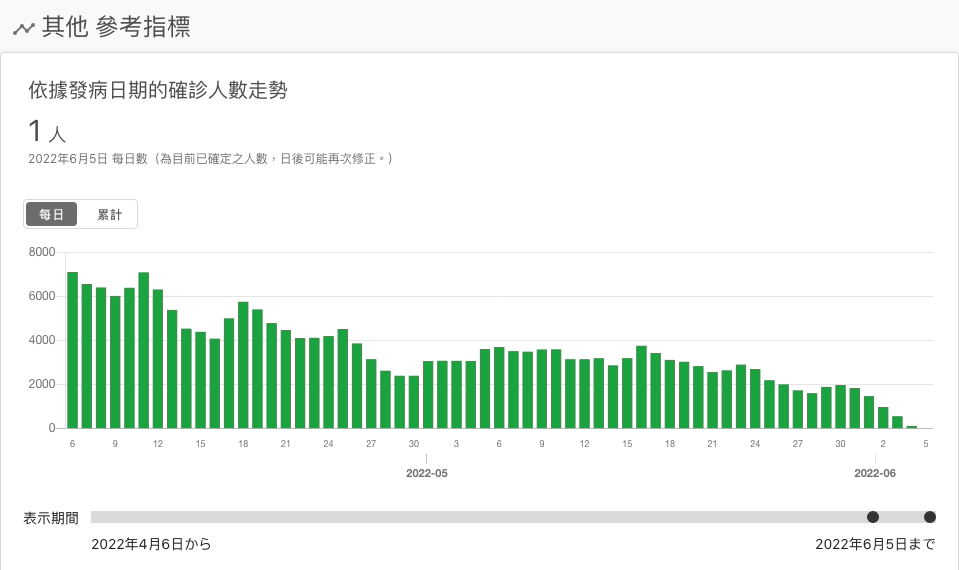 其他 參考指標
依據發病日期的確診人數走勢
1 人
2022年6月5日 每日數（為目前已確定之人數，日後可能再次修正。）
每日 累計
8000
6000
4000
2000
0
6 9 12 15 18 21 24 27 30 3 6 9 12 15 18 21 24 27 30 2 5
2022-05 2022-06
表示期間
2022年4月6日から 2022年6月5日まで